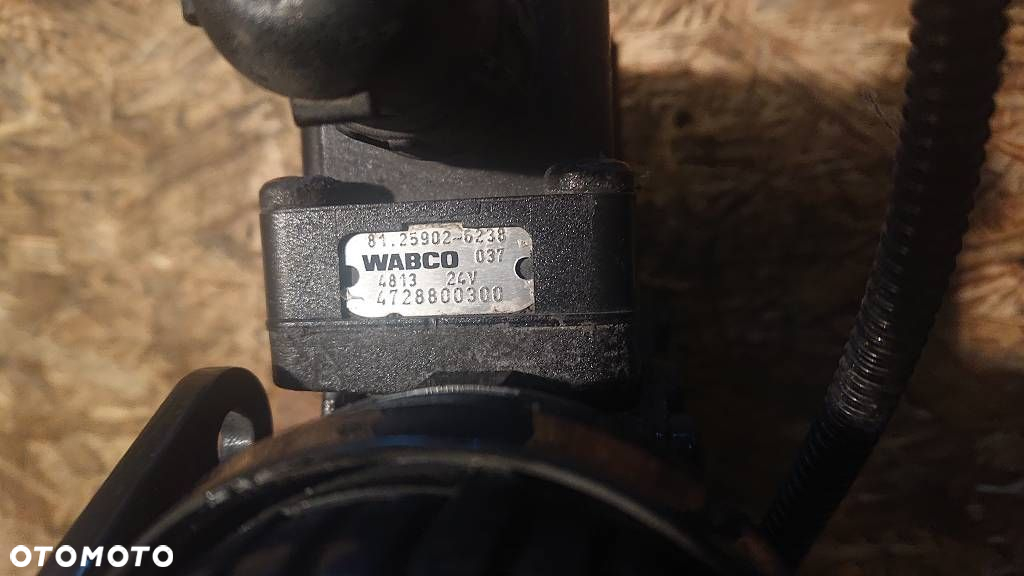 81.25902-6238
WABCO 037
4813 24V
4728800300
OTOMOTO